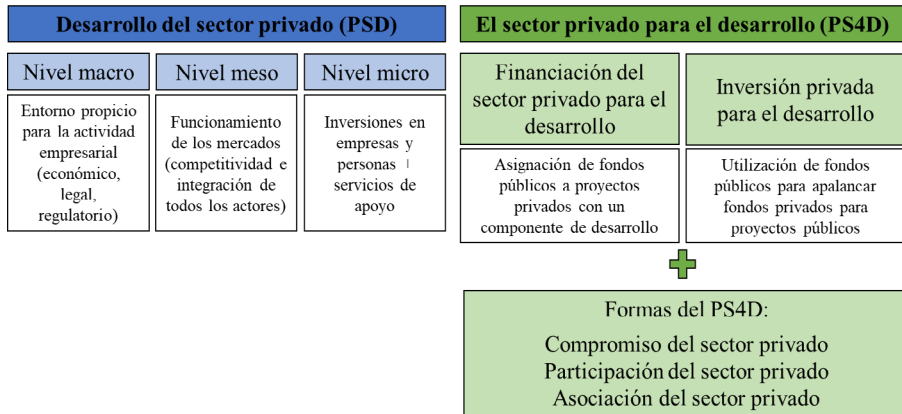 Desarrollo del sector privado (PSD)
Nivel macro
Entorno propicio
para la actividad
empresarial
(económico,
legal,
regulatorio)
Nivel meso
Funcionamiento
de los mercados
(competitividad e
integración de
todos los actores)
Nivel micro
Inversiones en
empresas y
personas
servicios de
apoyo
El sector privado para el desarrollo (PS4D)
Financiación del
sector privado para el
desarrollo
Asignación de fondos
públicos a proyectos
privados con un
componente de desarrollo
Inversión privada
para el desarrollo
Utilización de fondos
públicos para apalancar
fondos privados para
proyectos públicos
Formas del PS4D:
Compromiso del sector privado
Participación del sector privado
Asociación del sector privado